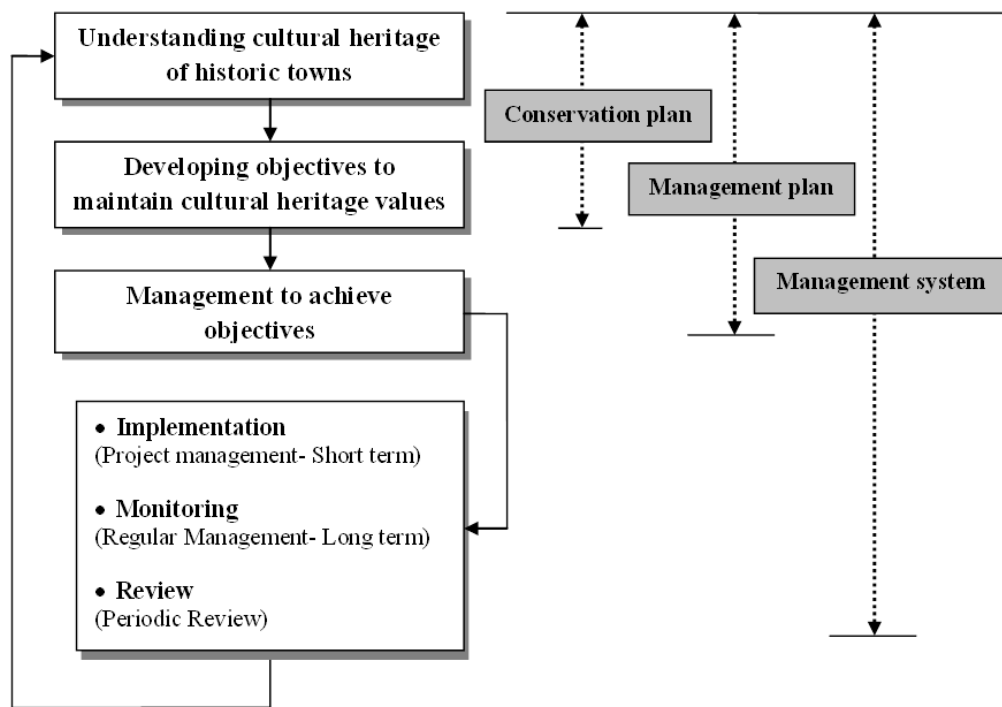 Understanding cultural heritage
of historic towns
Developing objectives to
maintain cultural heritage values
Management to achieve
objectives
• Implementation
(Project management- Short term)
• Monitoring
(Regular Management- Long term)
• Review
(Periodic Review)
Conservation plan
Management plan
Management system